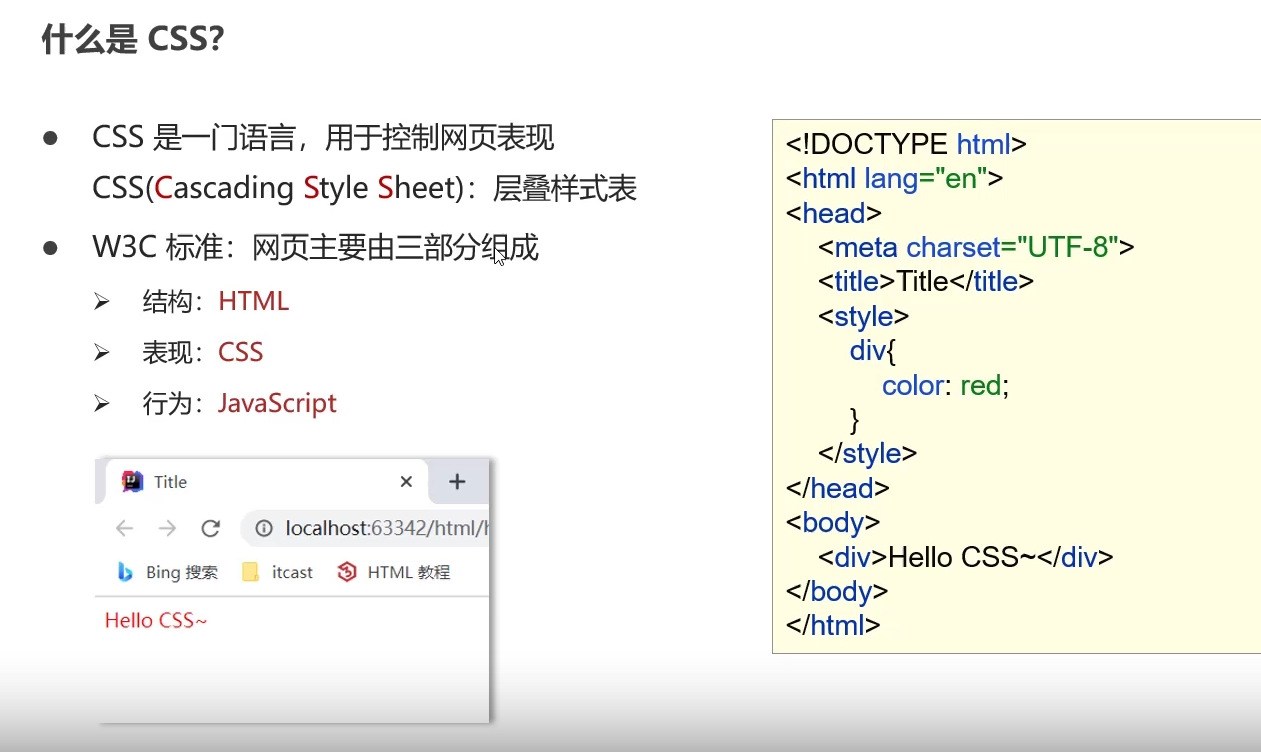 什么是 CSS?
CSS 是一门语言，用于控制网页表现
CSS(Cascading Style Sheet)：层叠样式表
W3C 标准：网页主要由三部分组成
结构：HTML
表现：CSS
行为：JavaScript
Title
localhost:63342/html/h
Bing 搜索 itcast HTML 教程
Hello CSS~
<!DOCTYPE html>
<html lang="en">
<head>
    <meta charset="UTF-8">
    <title>Title</title>
    <style>
        div{
            color: red;
        }
    </style>
</head>
<body>
    <div>Hello CSS~</div>
</body>
</html>